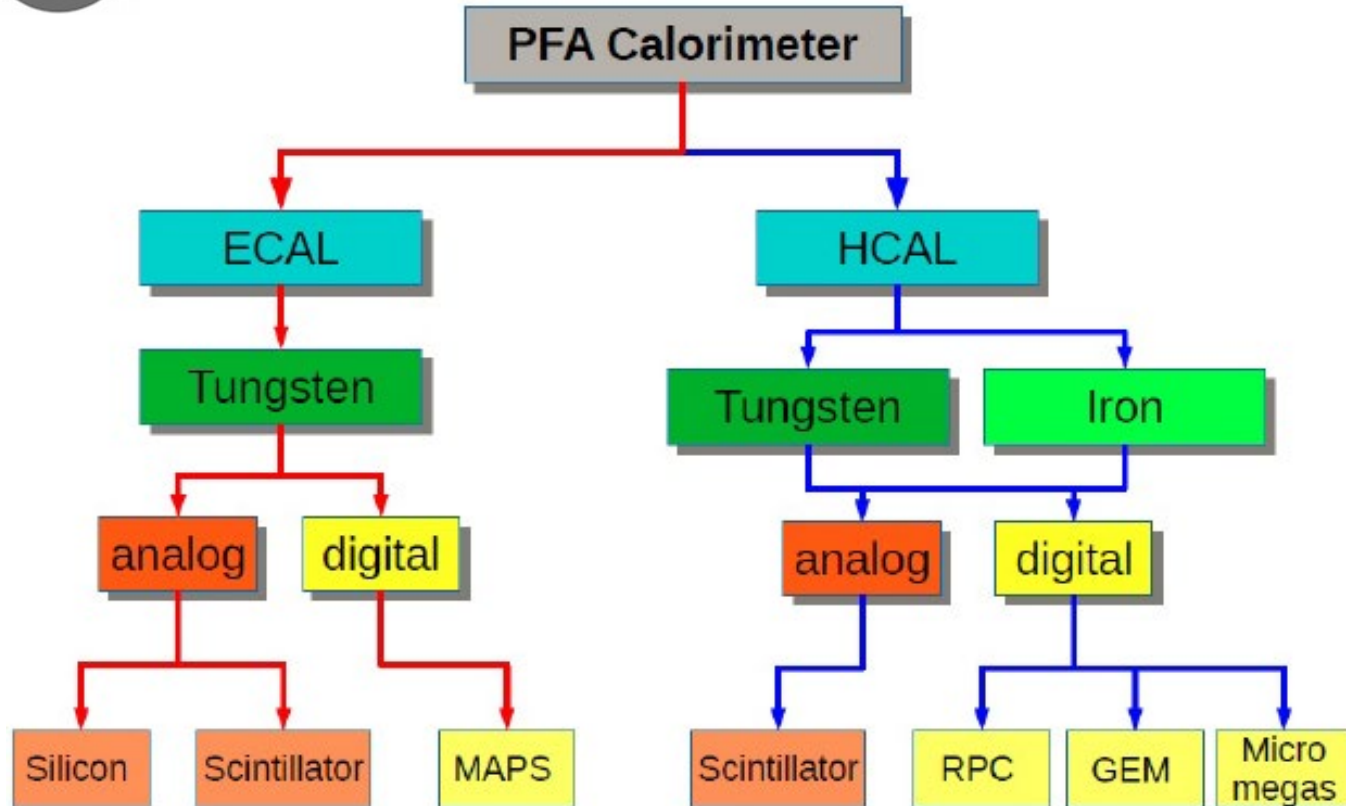 PFA Calorimeter
ECAL
HCAL
Tungsten
Tungsten
Iron
analog
digital
analog
digital
Silicon
Scintillator
MAPS
Scintillator
RPC
GEM
Micro
megas